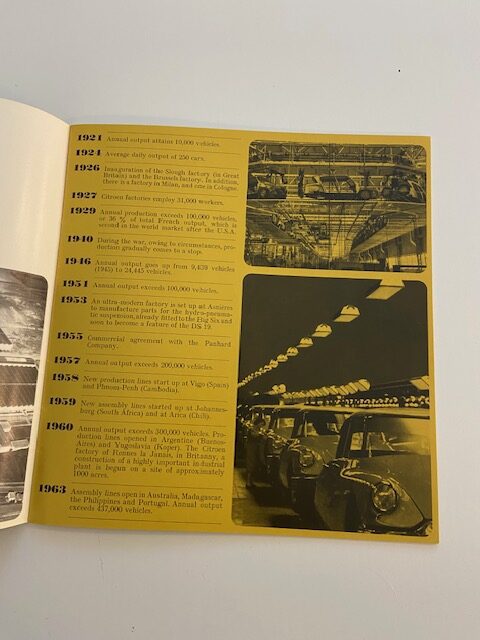 1921 Annual output attains 10,000 vehicles.
1924 Average daily output of 250 cars.
1926 Inauguration of the Slough factory (in Great
Britain) and the Brussels factory. In addition,
there is a factory in Milan, and one in Cologne.
1927 Citroen factories employ 31,000 workers.
1929 Annual production exceeds 100,000 vehicles,
or 36 % of total French output, which is
second in the world market after the U.S.A.
1940 During the war, owing to circumstances, pro-
duction gradually comes to a stop.
1946 Annual output goes up from 9,439 vehicles
(1945) to 24,445 vehicles.
1951 Annual output exceeds 100,000 vehicles.
1953 An ultra-modern factory is set up at Asnières
to manufacture parts for the hydro-pneuma-
tic suspension, already fitted to the Big Six and
soon to become a feature of the DS 19.
1955 Commercial agreement with the Panhard
Company.
1957 Annual output exceeds 200,000 vehicles.
1958 New production lines start up at Vigo (Spain)
and Phnom-Penh (Cambodia).
1959 New assembly lines started up at Johannes-
burg (South Africa) and at Arica (Chili).
1960 Annual output exceeds 300,000 vehicles. Pro-
duction lines opened in Argentine (Buenos-
Aires) and Yugoslavia (Koper). The Citroen
factory of Rennes la Janais, in Britanny, a
construction of a highly important industrial
plant is begun on a site of approximately
1000 acres.
1963 Assembly lines open in Australia, Madagascar,
the Philippines and Portugal. Annual output
exceeds 437,000 vehicles.